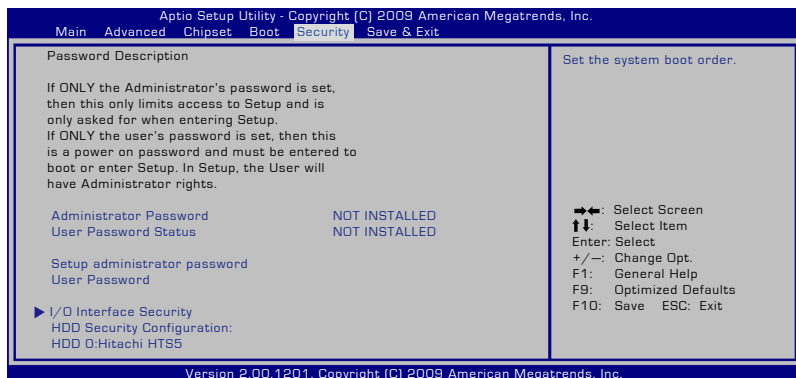 Aptio Setup Utility - Copyright (C) 2009 American Megatrends, Inc.
Main Advanced Chipset Boot Security Save & Exit
Password Description
If ONLY the Administrator's password is set,
then this only limits access to Setup and is
only asked for when entering Setup.
If ONLY the user's password is set, then this
is a power on password and must be entered to
boot or enter Setup. In Setup, the User will
have Administrator rights.
Administrator Password NOT INSTALLED
User Password Status NOT INSTALLED
Setup administrator password
User Password
I/O Interface Security
HDD Security Configuration:
HDD 0:Hitachi HTS5
Set the system boot order.
→←: Select Screen
↑↓: Select Item
Enter: Select
+/—: Change Opt.
F1: General Help
F9: Optimized Defaults
F10: Save ESC: Exit
Version 2.00.1201. Copyright (C) 2009 American Megatrends, Inc.